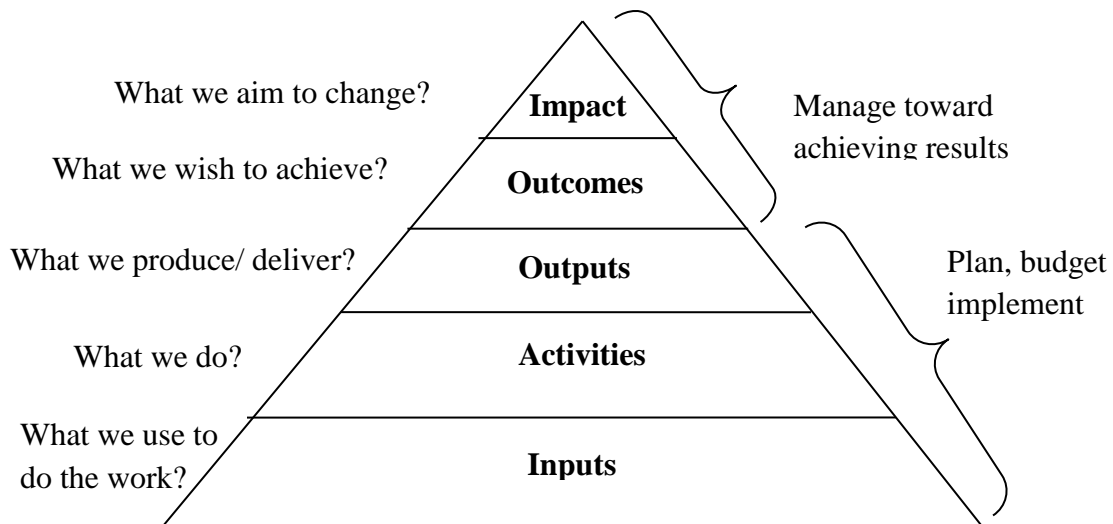 What we aim to change?
Impact
Manage toward
achieving results
What we wish to achieve?
Outcomes
What we produce/ deliver?
Outputs
Plan, budget
implement
What we do?
Activities
What we use to
do the work?
Inputs